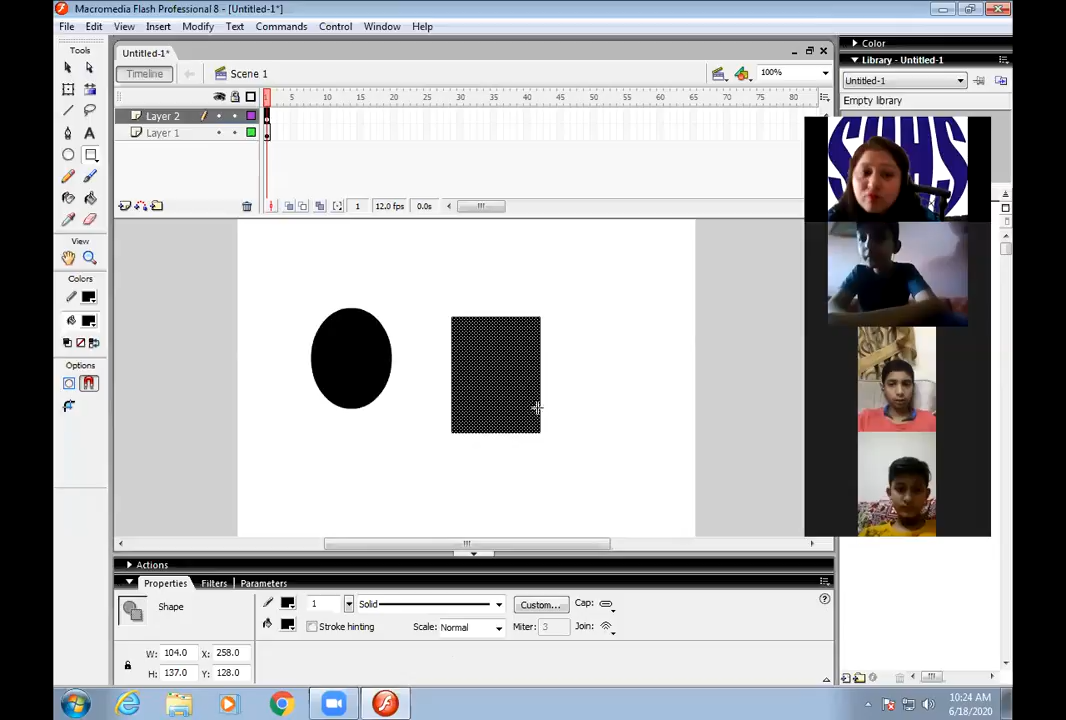 Macromedia Flash Professional 8 - [Untitled-1*]
File Edit View Insert Modify Text Commands Control Window Help
Tools
Untitled-1*
Timeline
Scene 1
100%
1 5 10 15 20 25 30 35 40 45 50 55 60 65 70 75 80
Layer 2
Layer 1
1 12.0 fps 0.0s
View
Colors
Options
Color
Library - Untitled-1
Untitled-1
Empty library
Actions
Properties Filters Parameters
Shape
1
Solid
Custom...
Cap:
Stroke hinting
Scale: Normal
Miter: 3
Join:
W: 104.0 X: 258.0
H: 137.0 Y: 128.0
10:24 AM
6/18/2020